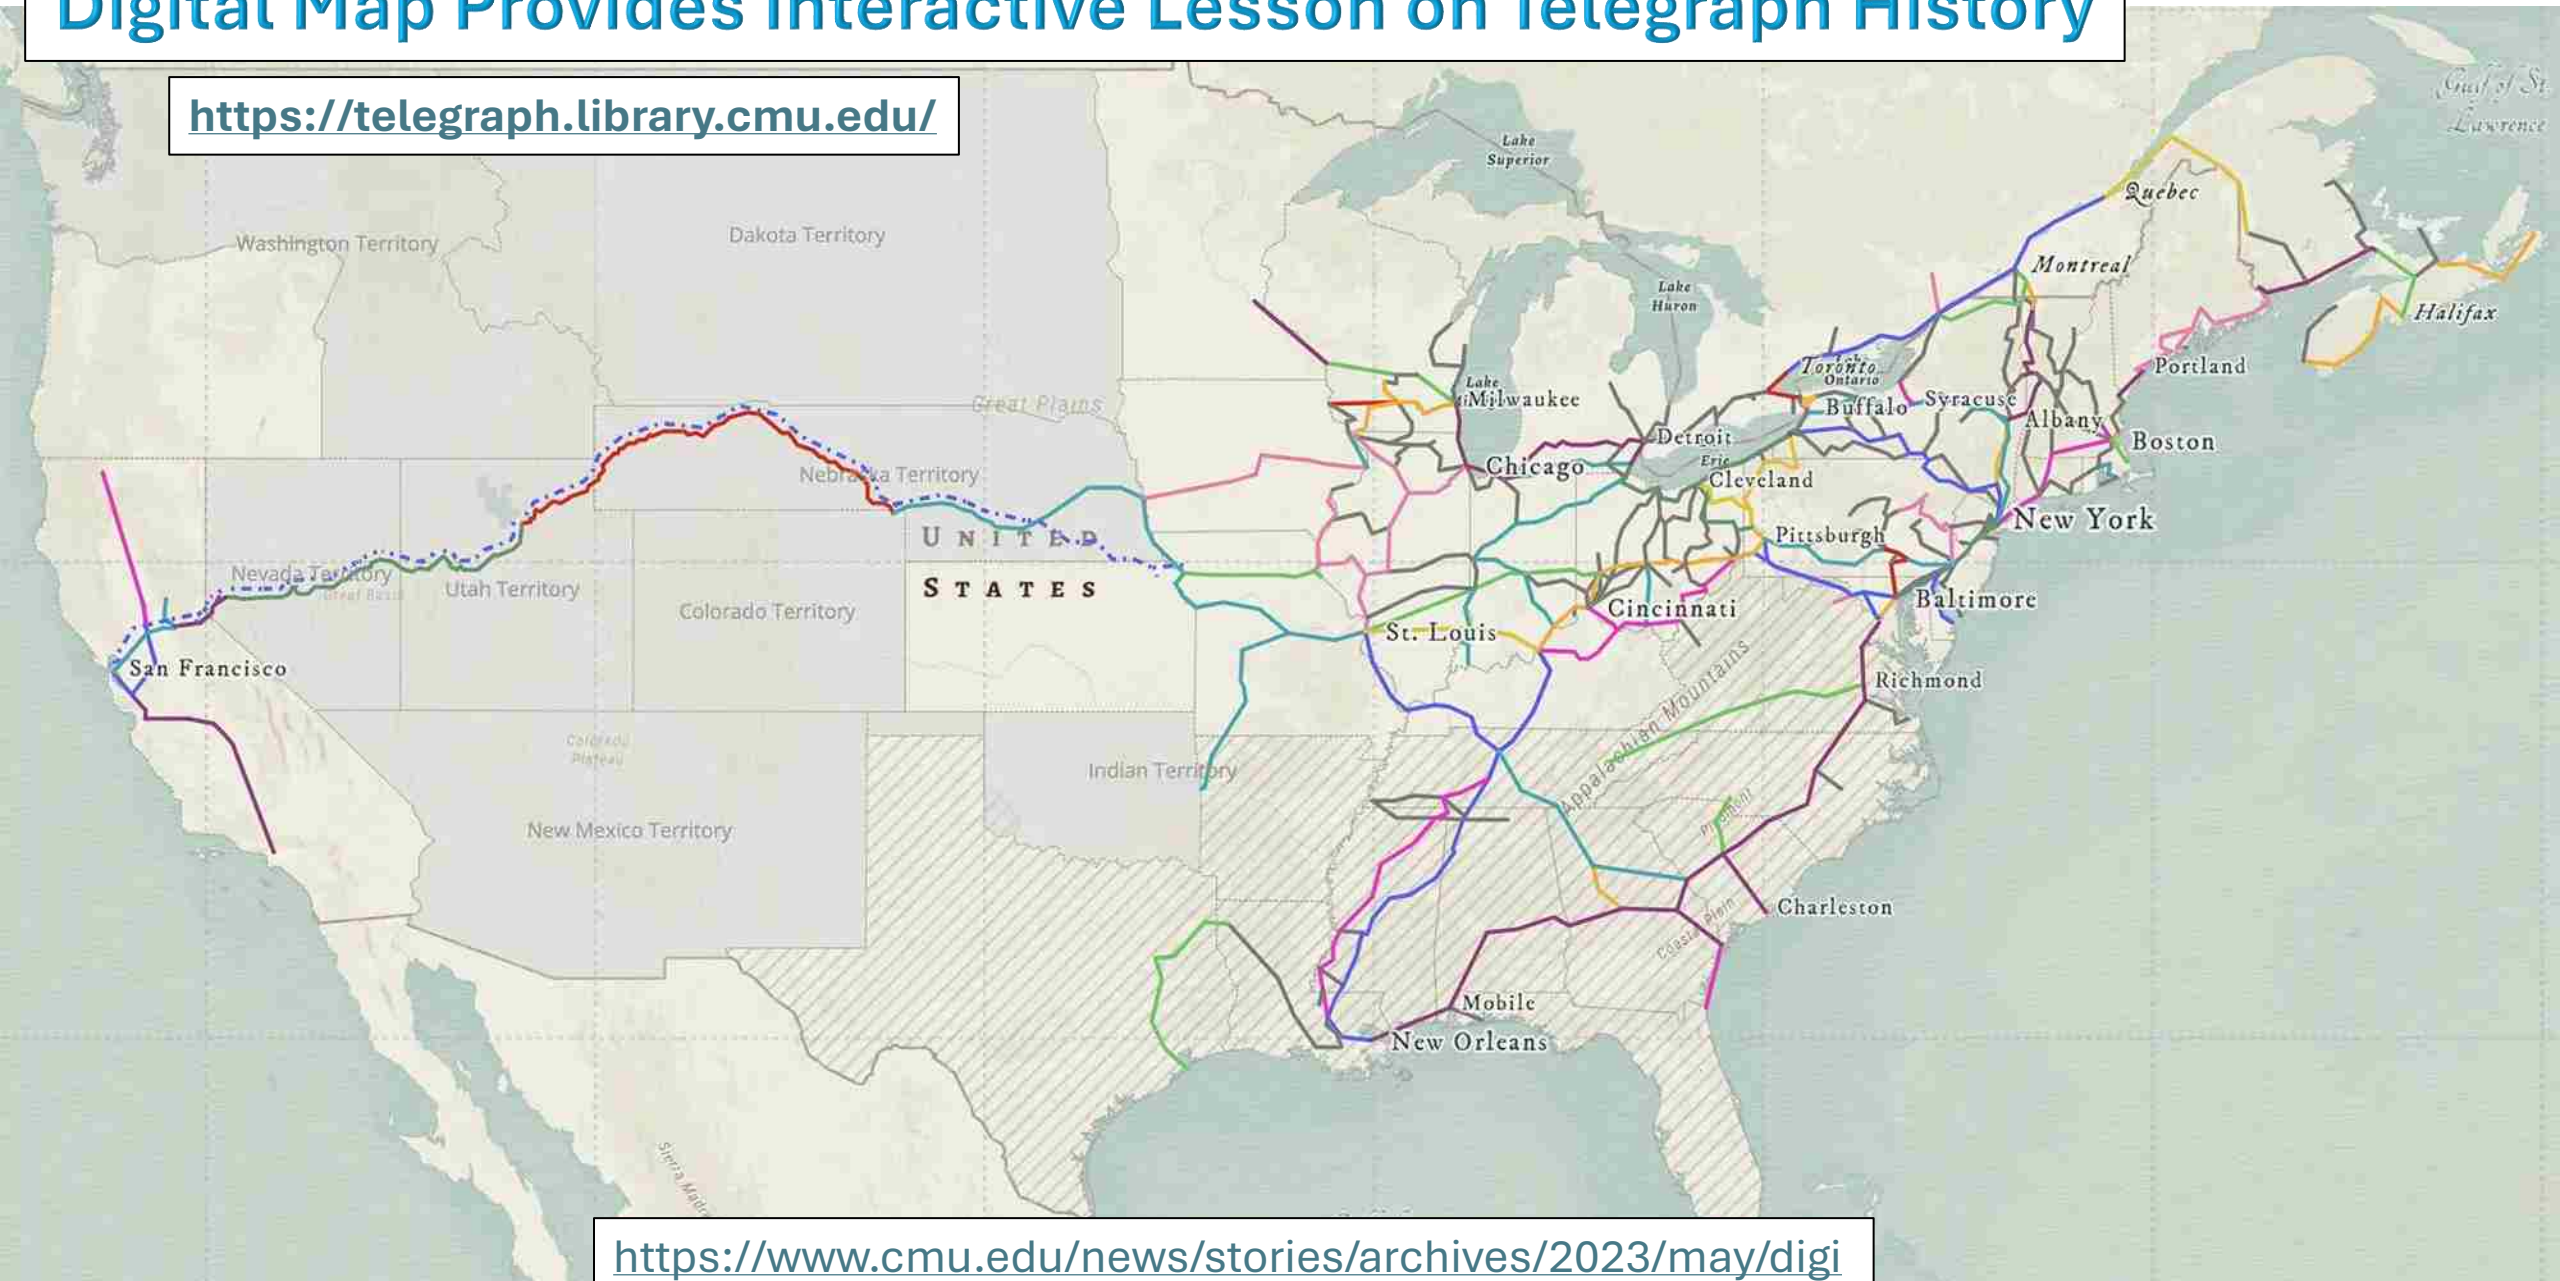 Digital Map Provides Interactive Lesson on Telegraph History
https://telegraph.library.cmu.edu/
Gulf of St.
Lawrence
Lake
Superior
Quebec
Washington Territory
Dakota Territory
Montreal
Lake
Huron
Halifax
Toronto
Lake
Ontario
Portland
Lake
Milwaukee
Great Plains
Buffalo
Syracuse
Albany
Detroit
Boston
Erie
Chicago
Cleveland
Nebraska Territory
New York
UNITED
Pittsburgh
Nevada Territory
Great Basin
Utah Territory
STATES
Colorado Territory
Cincinnati
Baltimore
St. Louis
San Francisco
Appalachian Mountains
Richmond
Colorado
Plateau
Indian Territory
Piedmont
New Mexico Territory
Coastal Plain
Charleston
Mobile
New Orleans
Sierra Madre
https://www.cmu.edu/news/stories/archives/2023/may/digi